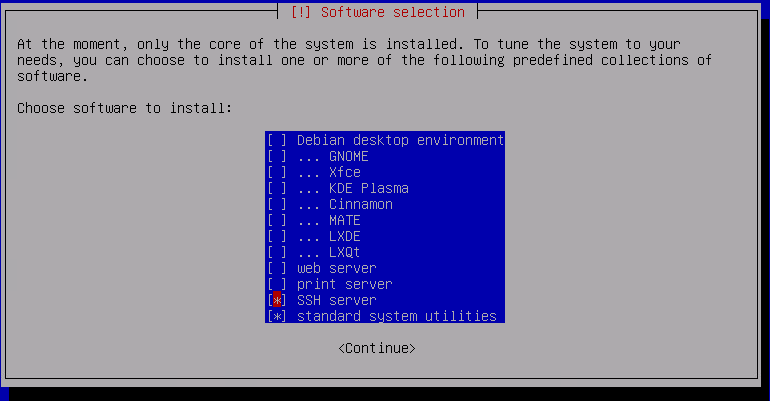 [!] Software selection
At the moment, only the core of the system is installed. To tune the system to your
needs, you can choose to install one or more of the following predefined collections of
software.
Choose software to install:
[ ] Debian desktop environment
[ ] ... GNOME
[ ] ... Xfce
[ ] ... KDE Plasma
[ ] ... Cinnamon
[ ] ... MATE
[ ] ... LXDE
[ ] ... LXQt
[ ] web server
[ ] print server
[*] SSH server
[*] standard system utilities
<Continue>